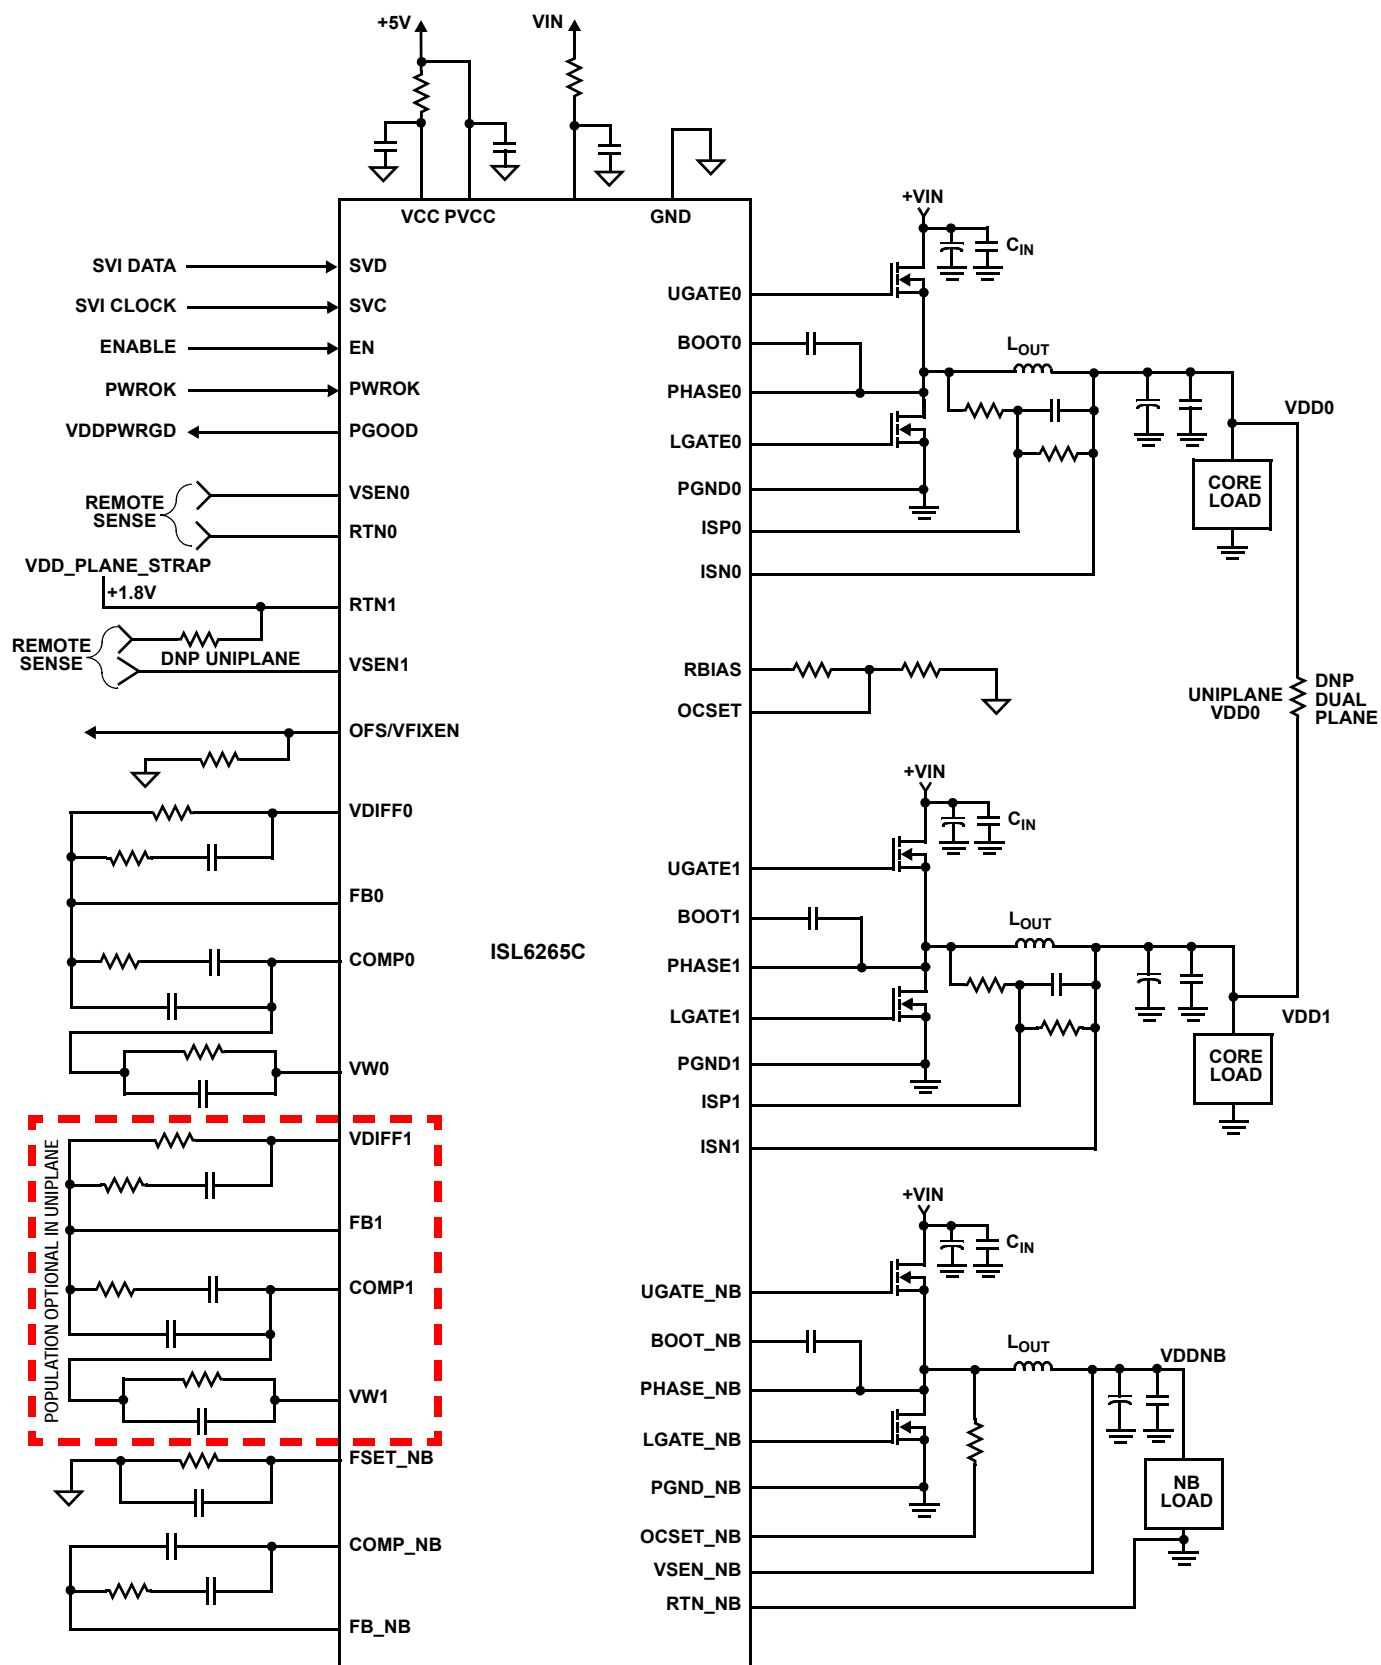 +5V
VIN
VCC PVCC
GND
+VIN
CIN
SVI DATA
SVD
SVI CLOCK
SVC
ENABLE
EN
PWROK
PWROK
VDDPWRGD
PGOOD
REMOTE
SENSE
VSEN0
RTN0
VDD_PLANE_STRAP
+1.8V
RTN1
REMOTE
SENSE
DNP UNIPLANE
VSEN1
OFS/VFIXEN
VDIFF0
FB0
COMP0
VW0
POPULATION OPTIONAL IN UNIPLANE
VDIFF1
FB1
COMP1
VW1
FSET_NB
COMP_NB
FB_NB
ISL6265C
UGATE0
BOOT0
LOUT
PHASE0
VDD0
LGATE0
CORE
LOAD
PGND0
ISP0
ISN0
RBIAS
OCSET
UNIPLANE
VDD0
DNP
DUAL
PLANE
+VIN
CIN
UGATE1
BOOT1
LOUT
PHASE1
LGATE1
VDD1
CORE
LOAD
PGND1
ISP1
ISN1
+VIN
CIN
UGATE_NB
BOOT_NB
LOUT
VDDNB
PHASE_NB
LGATE_NB
PGND_NB
NB
LOAD
OCSET_NB
VSEN_NB
RTN_NB